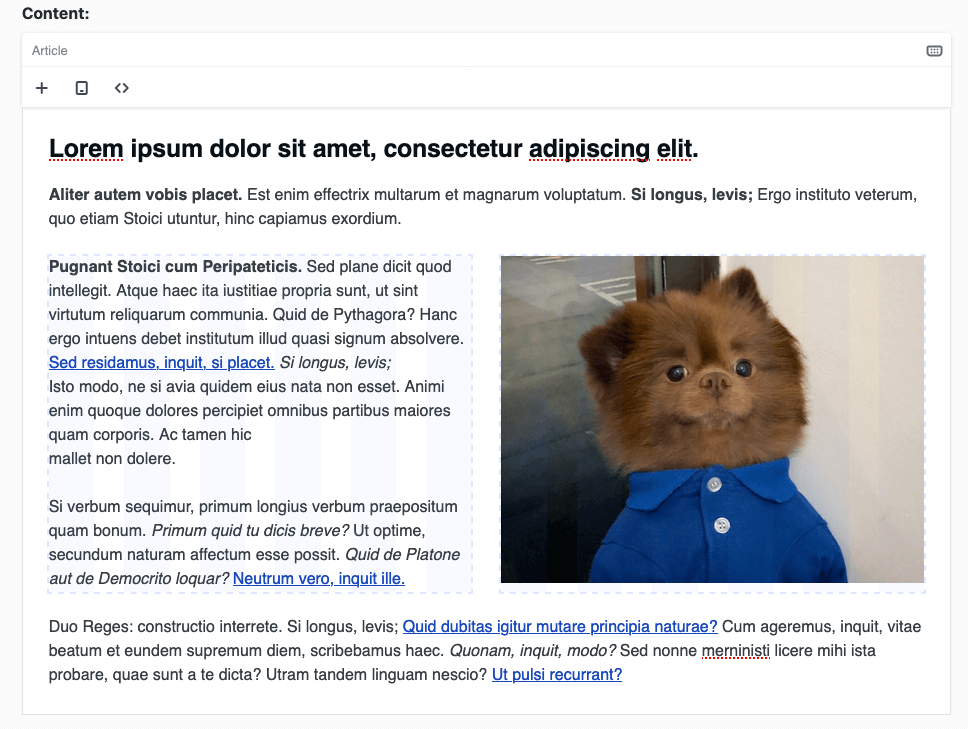 Content:
Article
Lorem ipsum dolor sit amet, consectetur adipiscing elit.
Aliter autem vobis placet. Est enim effectrix multarum et magnarum voluptatum. Si longus, levis; Ergo instituto veterum,
quo etiam Stoici utuntur, hinc capiamus exordium.
Pugnant Stoici cum Peripateticis. Sed plane dicit quod
intellegit. Atque haec ita iustitiae propria sunt, ut sint
virtutum reliquarum communia. Quid de Pythagora? Hanc
ergo intuens debet institutum illud quasi signum absolvere.
Sed residamus, inquit, si placet. Si longus, levis;
Isto modo, ne si avia quidem eius nata non esset. Animi
enim quoque dolores percipiet omnibus partibus maiores
quam corporis. Ac tamen hic
mallet non dolere.
Si verbum sequimur, primum longius verbum praepositum
quam bonum. Primum quid tu dicis breve? Ut optime,
secundum naturam affectum esse possit. Quid de Platone
aut de Democrito loquar? Neutrum vero, inquit ille.
Duo Reges: constructio interrete. Si longus, levis; Quid dubitas igitur mutare principia naturae? Cum ageremus, inquit, vitae
beatum et eundem supremum diem, scribebamus haec. Quonam, inquit, modo? Sed nonne merninisti licere mihi ista
probare, quae sunt a te dicta? Utram tandem linguam nescio? Ut pulsi recurrant?